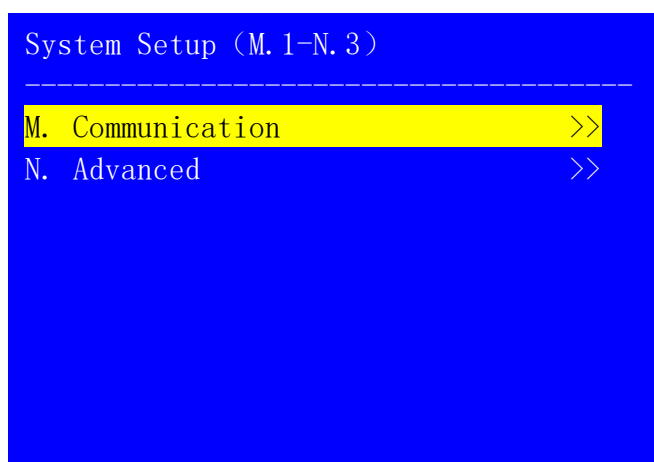 System Setup（M.1-N.3）
--------------------------------------
M. Communication >>
N. Advanced >>